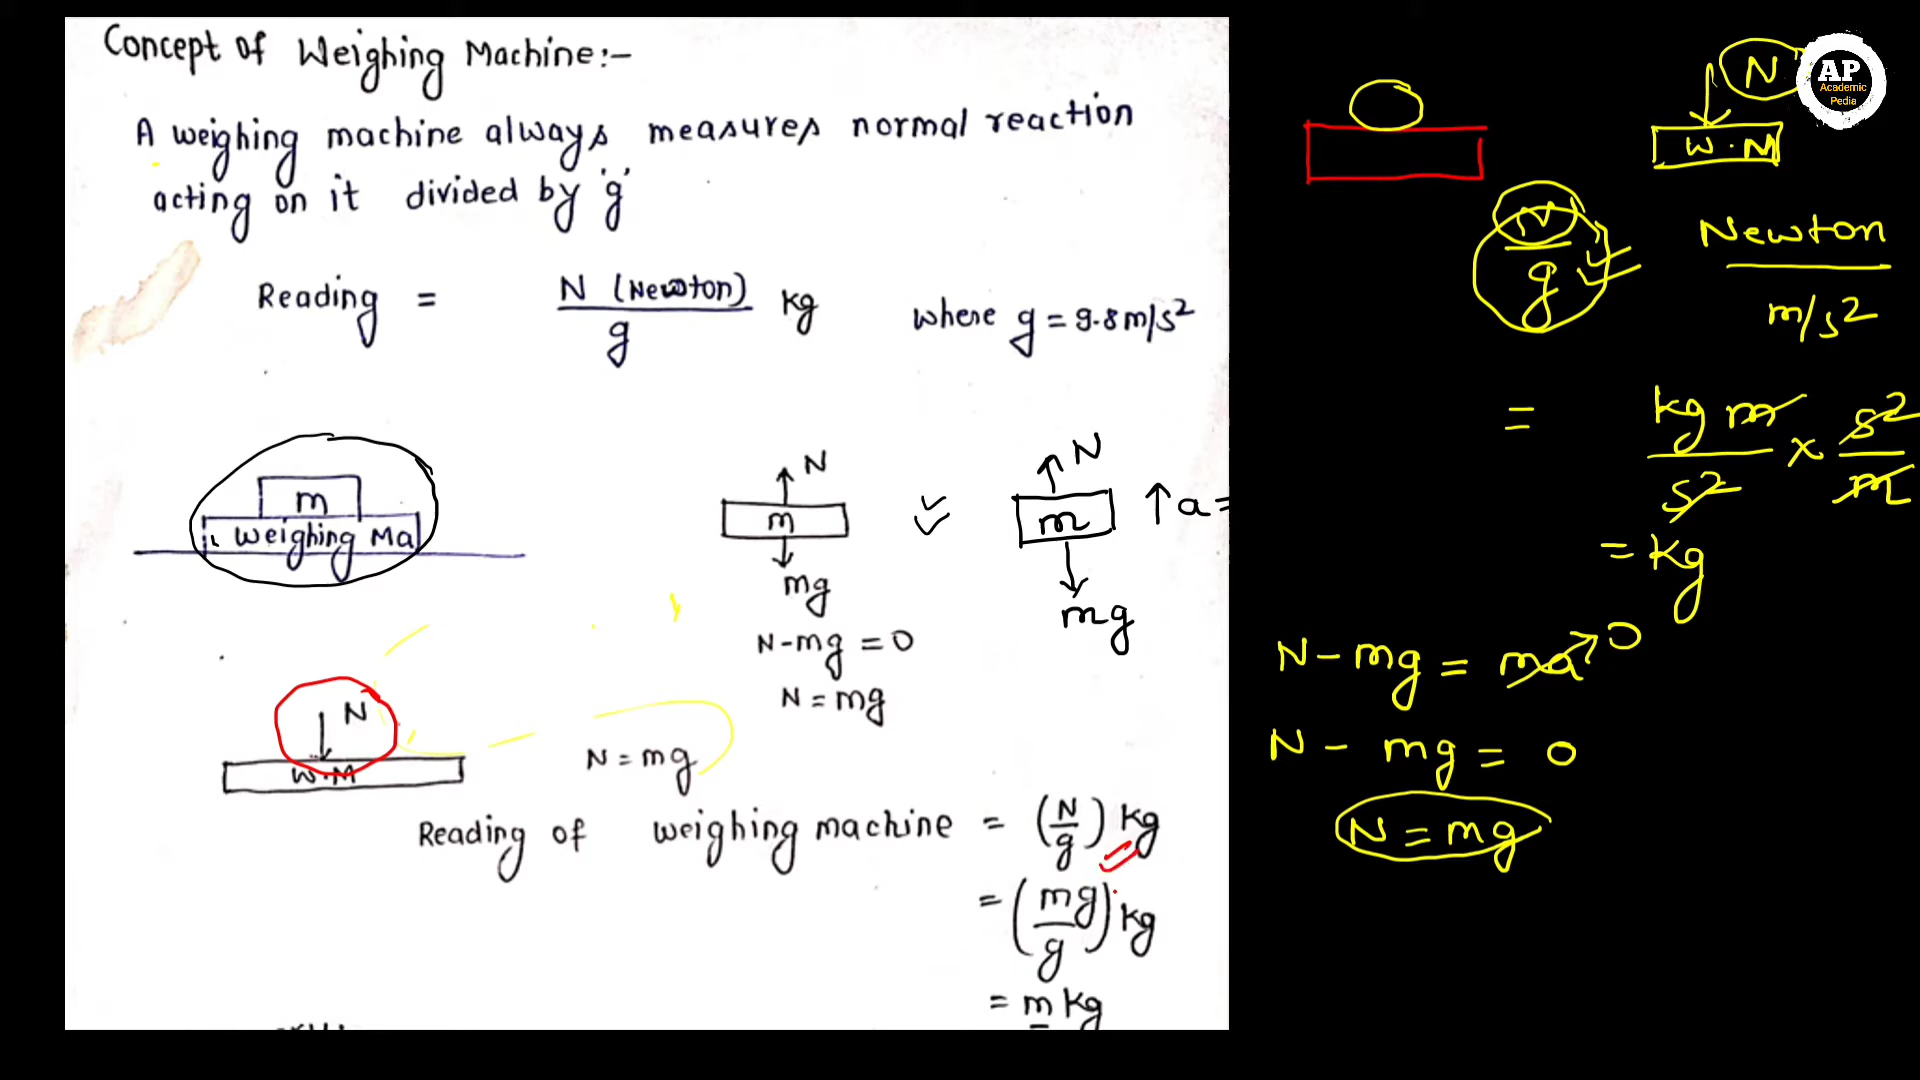 Concept of Weighing Machine:-
A weighing machine always measures normal reaction
acting on it divided by 'g'
Reading = N (Newton) / g kg where g = 9.8 m/s²
m
Weighing Ma
N
m
mg
N - mg = 0
N = mg
N
m
mg
↑ a =
N
W.M
N = mg
Reading of weighing machine = (N/g) kg
= (mg/g) kg
= m kg
N
W.M
AP
Academic
Pedia
N/g
Newton
m/s²
= kg m/s² × s²/m
= kg
N - mg = ma → 0
N - mg = 0
N = mg